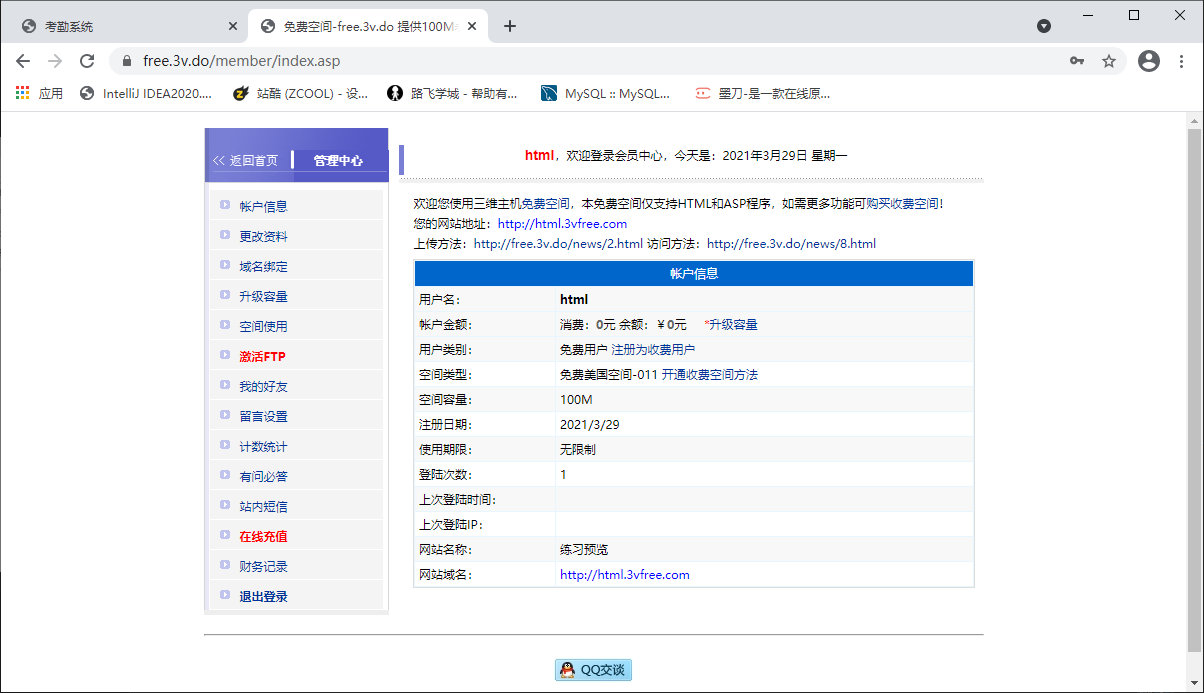 考勤系统
免费空间-free.3v.do 提供100M
free.3v.do/member/index.asp
应用
IntelliJ IDEA2020....
站酷 (ZCOOL) - 设...
路飞学城 - 帮助有...
MySQL :: MySQL...
墨刀-是一款在线原...
<< 返回首页
管理中心
html，欢迎登录会员中心，今天是：2021年3月29日 星期一
帐户信息
更改资料
域名绑定
升级容量
空间使用
激活FTP
我的好友
留言设置
计数统计
有问必答
站内短信
在线充值
财务记录
退出登录
欢迎您使用三维主机免费空间，本免费空间仅支持HTML和ASP程序，如需更多功能可购买收费空间！
您的网站地址：http://html.3vfree.com
上传方法：http://free.3v.do/news/2.html 访问方法：http://free.3v.do/news/8.html
帐户信息
用户名： html
帐户金额： 消费：0元 余额：￥0元 *升级容量
用户类别： 免费用户 注册为收费用户
空间类型： 免费美国空间-011 开通收费空间方法
空间容量： 100M
注册日期： 2021/3/29
使用期限： 无限制
登陆次数： 1
上次登陆时间：
上次登陆IP：
网站名称： 练习预览
网站域名： http://html.3vfree.com
QQ交谈